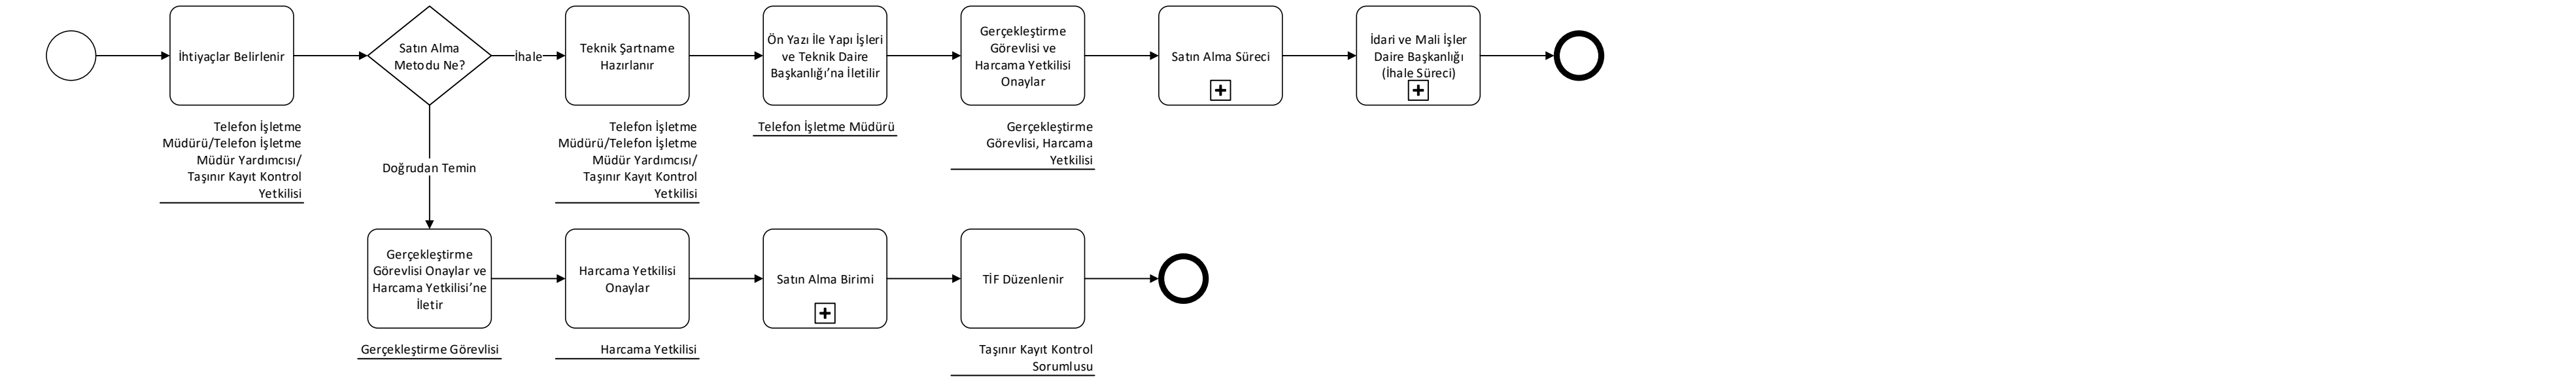 İhtiyaçlar Belirlenir
Satın Alma
Metodu Ne?
İhale
Teknik Şartname
Hazırlanır
Ön Yazı İle Yapı İşleri
ve Teknik Daire
Başkanlığı’na İletilir
Gerçekleştirme
Görevlisi ve
Harcama Yetkilisi
Onaylar
Satın Alma Süreci
İdari ve Mali İşler
Daire Başkanlığı
(İhale Süreci)
Telefon İşletme
Müdürü/Telefon İşletme
Müdür Yardımcısı/
Taşınır Kayıt Kontrol
Yetkilisi
Doğrudan Temin
Telefon İşletme
Müdürü/Telefon İşletme
Müdür Yardımcısı/
Taşınır Kayıt Kontrol
Yetkilisi
Telefon İşletme Müdürü
Gerçekleştirme
Görevlisi, Harcama
Yetkilisi
Gerçekleştirme
Görevlisi Onaylar ve
Harcama Yetkilisi’ne
İletir
Harcama Yetkilisi
Onaylar
Satın Alma Birimi
TİF Düzenlenir
Gerçekleştirme Görevlisi
Harcama Yetkilisi
Taşınır Kayıt Kontrol
Sorumlusu